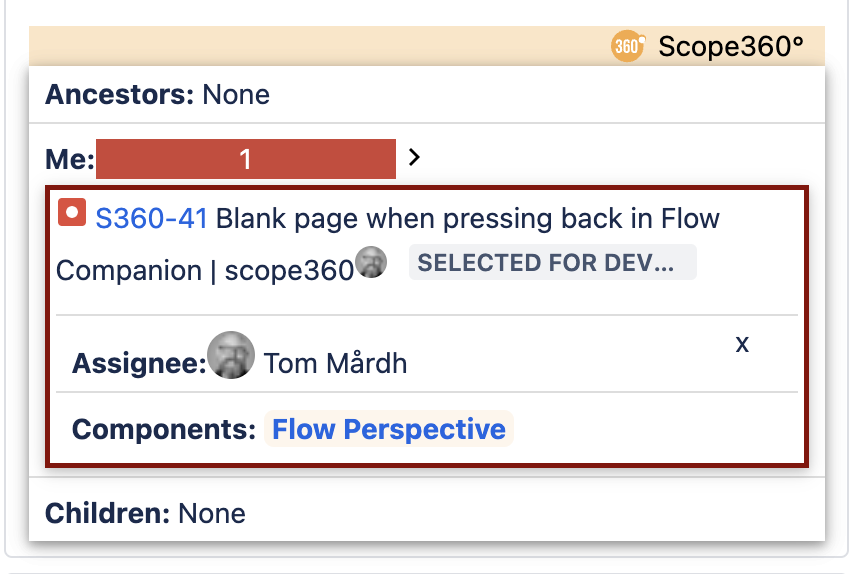 360° Scope360°
Ancestors: None
Me: 1 >
S360-41 Blank page when pressing back in Flow
Companion | scope360 SELECTED FOR DEV...
Assignee: Tom Mårdh x
Components: Flow Perspective
Children: None